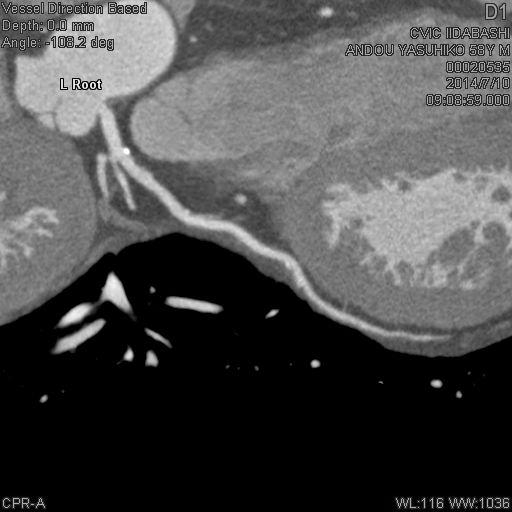 Vessel Direction Based
Depth: 0.0 mm
Angle: -108.2 deg
D1
CVIC IIDABASHI
ANDOU YASUHIKO 58Y M
00020535
2014/7/10
09:08:59.000
L Root
CPR-A
WL:116 WW:1036